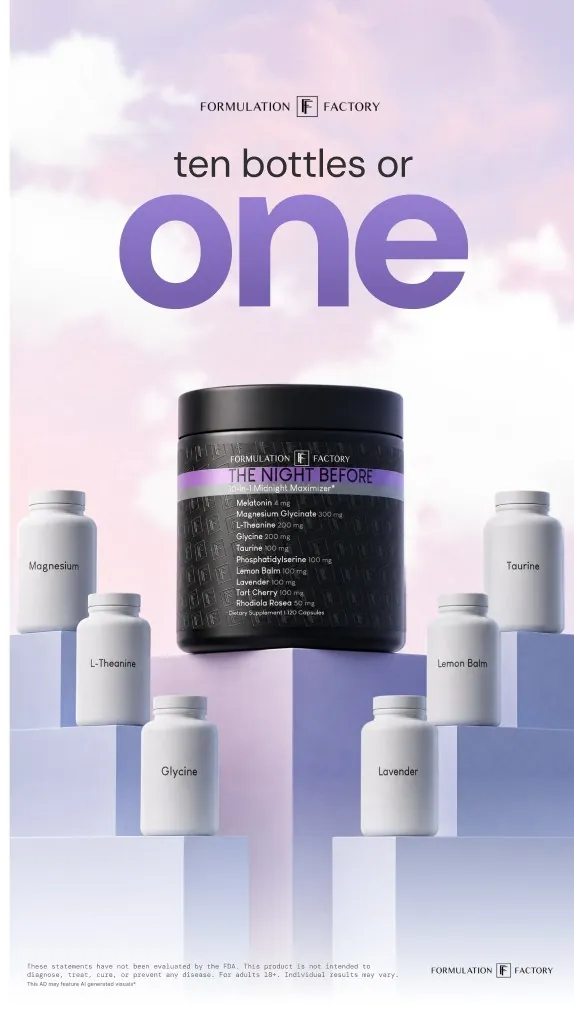 FORMULATION FF FACTORY
ten bottles or
one
FORMULATION FF FACTORY
THE NIGHT BEFORE
10-in-1 Midnight Maximizer*
Melatonin 4 mg
Magnesium Glycinate 300 mg
L-Theanine 200 mg
Glycine 200 mg
Taurine 100 mg
Phosphatidylserine 100 mg
Lemon Balm 100 mg
Lavender 100 mg
Tart Cherry 100 mg
Rhodiola Rosea 50 mg
Dietary Supplement | 120 Capsules
Magnesium
Taurine
L-Theanine
Lemon Balm
Glycine
Lavender
These statements have not been evaluated by the FDA. This product is not intended to
diagnose, treat, cure, or prevent any disease. For adults 18+. Individual results may vary.
This AD may feature AI generated visuals*
FORMULATION FF FACTORY